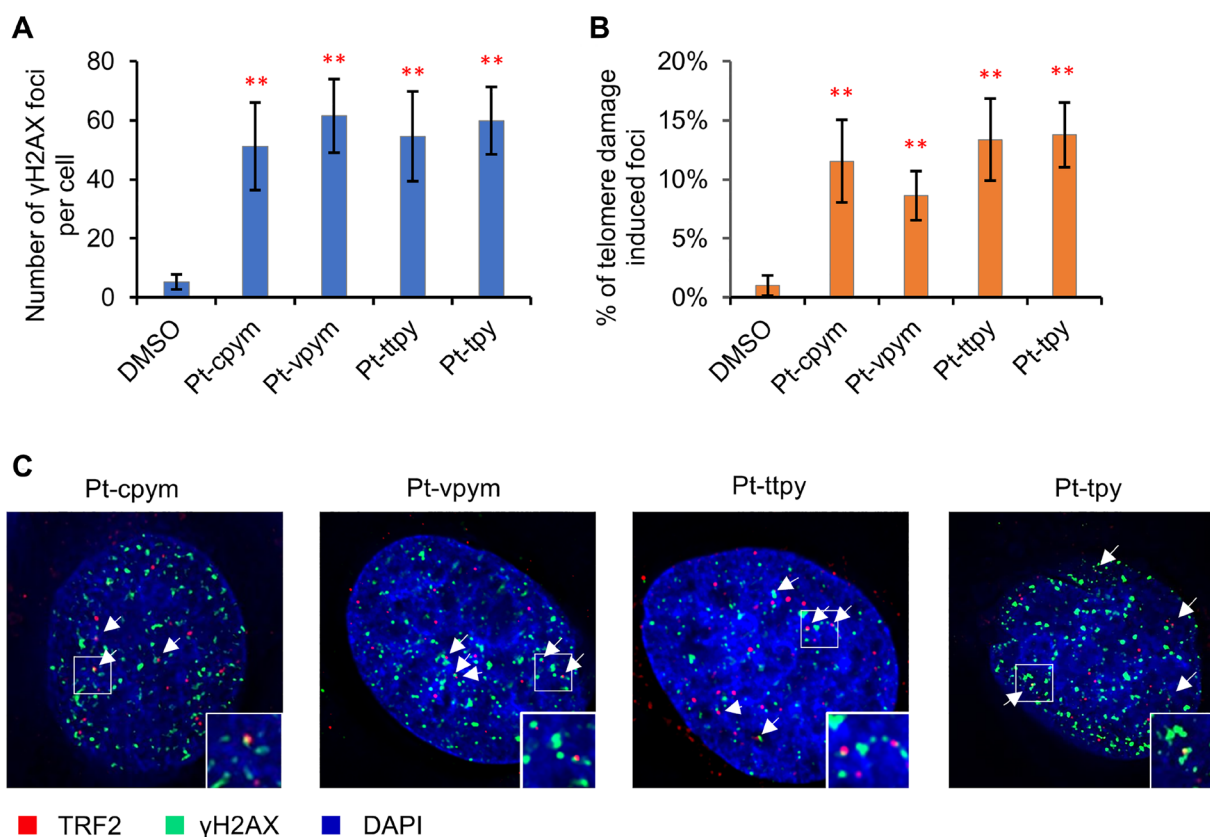 A
Number of γH2AX foci
per cell
80
60
40
20
0
**
**
**
**
DMSO
Pt-cpym
Pt-vpym
Pt-ttpy
Pt-tpy
B
% of telomere damage
induced foci
20%
15%
10%
5%
0%
**
**
**
**
DMSO
Pt-cpym
Pt-vpym
Pt-ttpy
Pt-tpy
C
Pt-cpym
Pt-vpym
Pt-ttpy
Pt-tpy
TRF2
γH2AX
DAPI